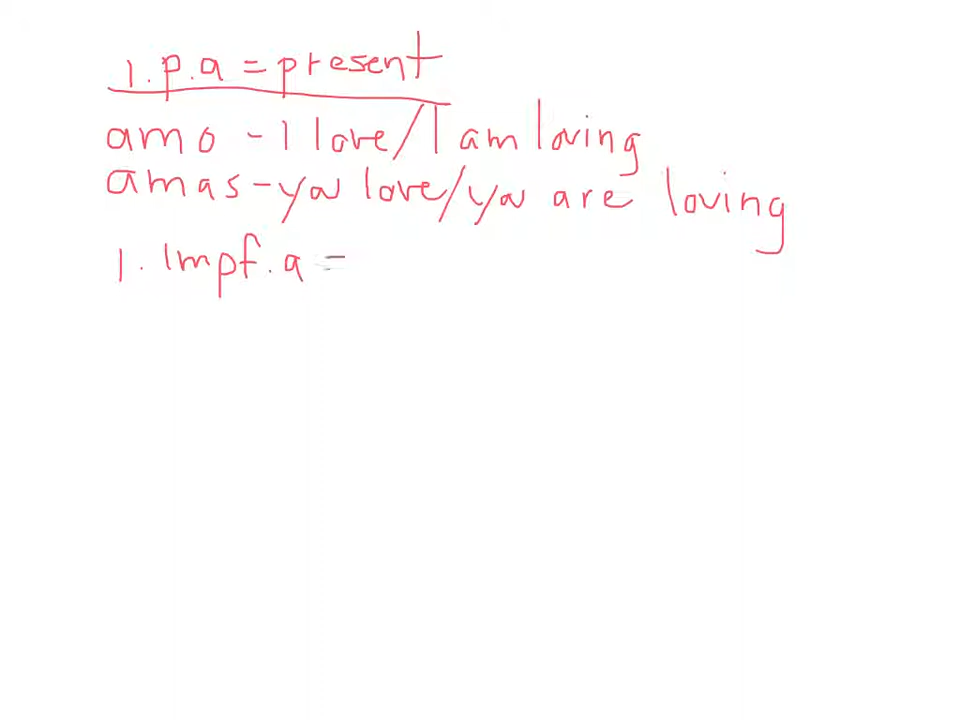 1.p.a = present
amo - I love/I am loving
amas - you love/you are loving
1. Impf.a =